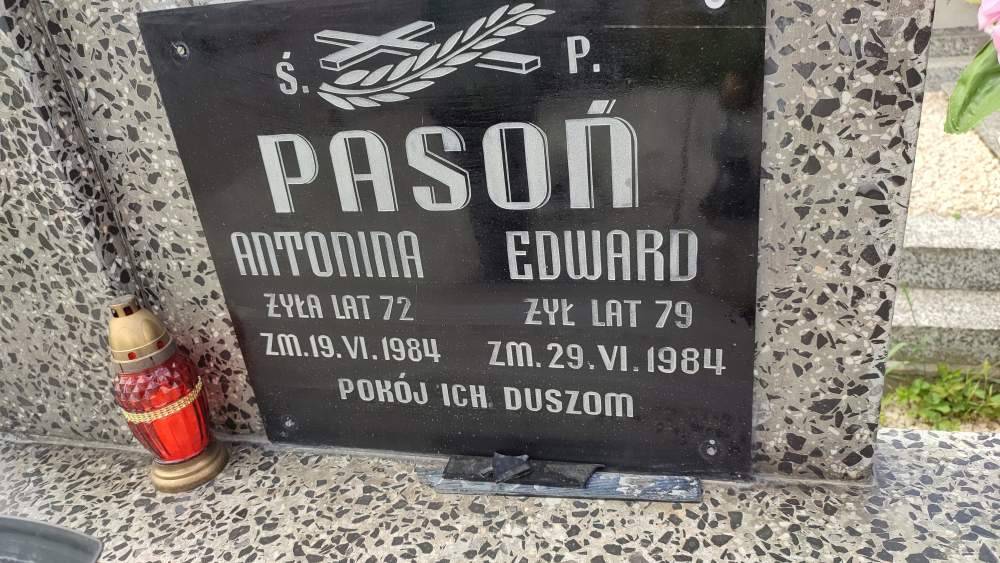 Ś. P.
PASOŃ
ANTONINA EDWARD
ŻYŁA LAT 72 ŻYŁ LAT 79
ZM. 19. VI. 1984 ZM. 29. VI. 1984
POKÓJ ICH DUSZOM